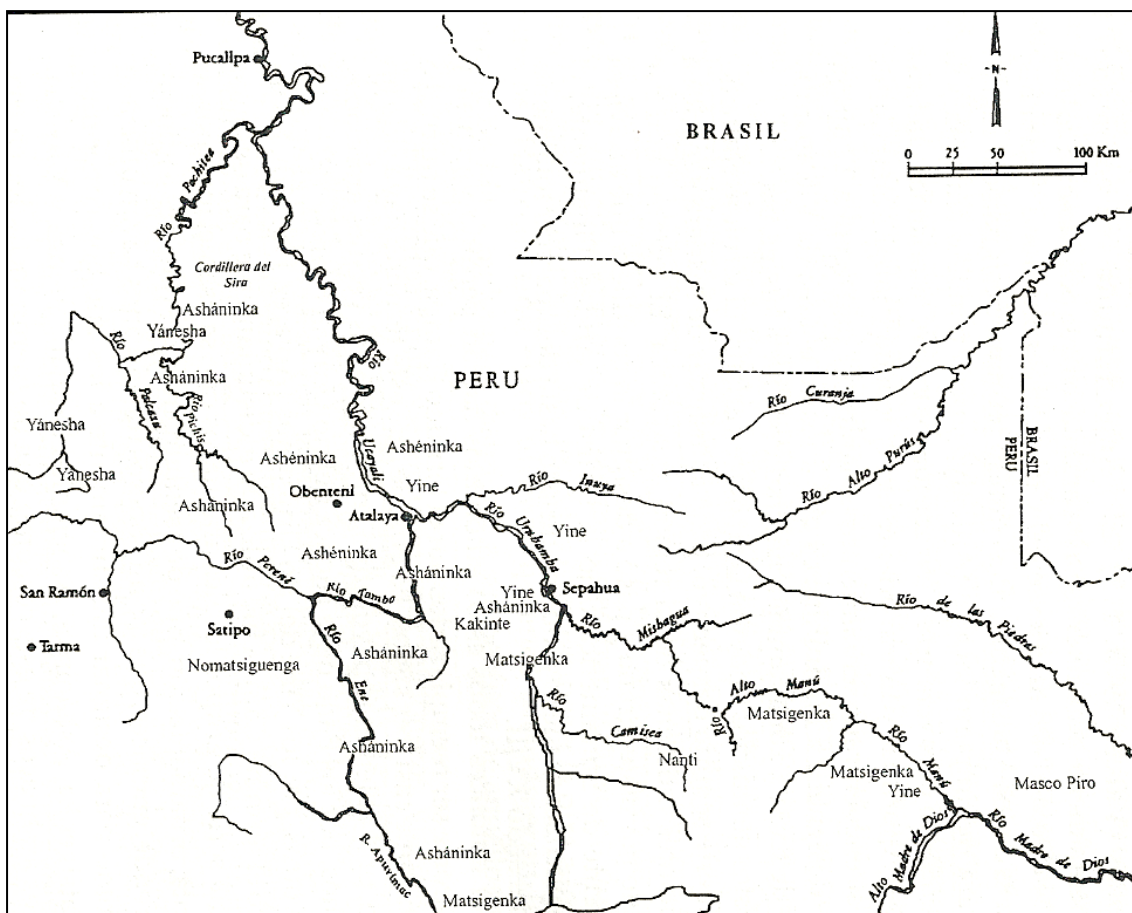 Pucallpa
BRASIL
-N-
0 25 50 100 Km
Río Pachitea
Cordillera del
Sira
Asháninka
Yánesha
Río
Palcazu
Asháninka
Río Pichis
Río
Ucayali
PERU
Río Curanja
BRASIL
PERU
Yánesha
Yánesha
Ashéninka
Ashéninka
Río Alto Purús
Yine
Río Inuya
Obenteni
Atalaya
Asháninka
Río Urubamba
Yine
Ashéninka
Río Perené
Asháninka
San Ramón
Río Tambo
Yine
Sepahua
Asháninka
Kakinte
Río de las Piedras
Satipo
Tarma
Nomatsiguenga
Río Mishagua
Río
Ene
Asháninka
Matsigenka
Río
Alto Manú
Matsigenka
Río
Camisea
Nanti
Asháninka
Río Manú
Matsigenka
Yine
Masco Piro
R. Apurímac
Asháninka
Matsigenka
Alto Madre de Dios
Río Madre de Dios